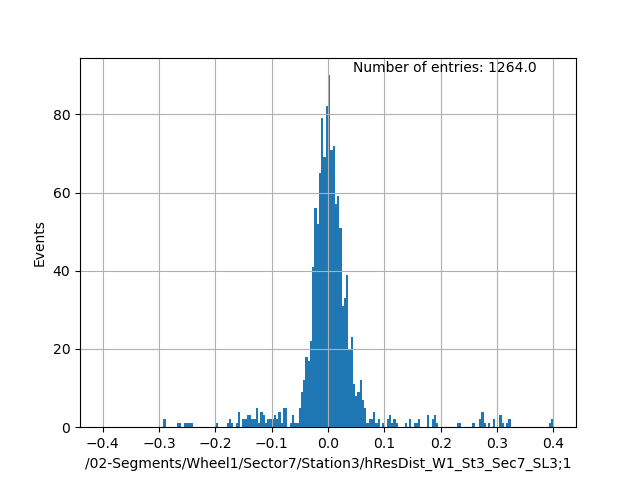 Number of entries: 1264.0
80
60
40
20
0
Events
−0.4 −0.3 −0.2 −0.1 0.0 0.1 0.2 0.3 0.4
/02-Segments/Wheel1/Sector7/Station3/hResDist_W1_St3_Sec7_SL3;1